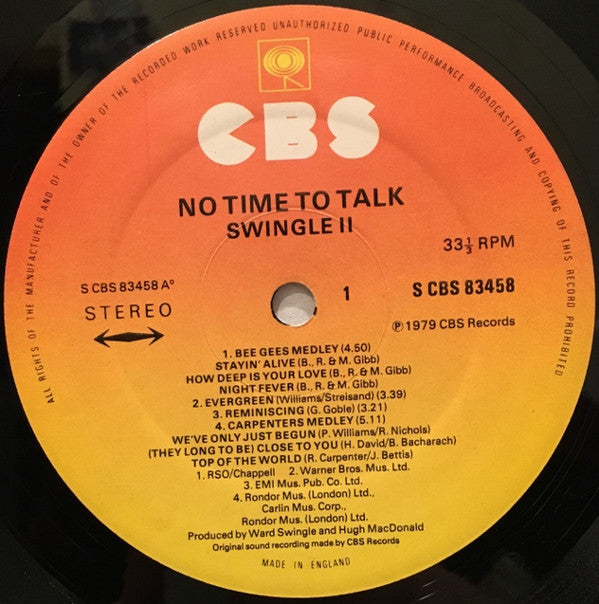 ALL RIGHTS OF THE MANUFACTURER AND OF THE OWNER OF THE RECORDED WORK RESERVED UNAUTHORIZED PUBLIC PERFORMANCE BROADCASTING AND COPYING OF THIS RECORD PROHIBITED
CBS
NO TIME TO TALK
SWINGLE II
33⅓ RPM
S CBS 83458 A°
STEREO
1
S CBS 83458
℗ 1979 CBS Records
1. BEE GEES MEDLEY (4.50)
STAYIN' ALIVE (B., R. & M. Gibb)
HOW DEEP IS YOUR LOVE (B., R. & M. Gibb)
NIGHT FEVER (B., R. & M. Gibb)
2. EVERGREEN (Williams/Streisand) (3.39)
3. REMINISCING (G. Goble) (3.21)
4. CARPENTERS MEDLEY (5.11)
WE'VE ONLY JUST BEGUN (P. Williams/R. Nichols)
(THEY LONG TO BE) CLOSE TO YOU (H. David/B. Bacharach)
TOP OF THE WORLD (R. Carpenter/J. Bettis)
1. RSO/Chappell 2. Warner Bros. Mus. Ltd.
3. EMI Mus. Pub. Co. Ltd.
4. Rondor Mus. (London) Ltd.,
Carlin Mus. Corp.,
Rondor Mus. (London) Ltd.
Produced by Ward Swingle and Hugh MacDonald
Original sound recording made by CBS Records
MADE IN ENGLAND